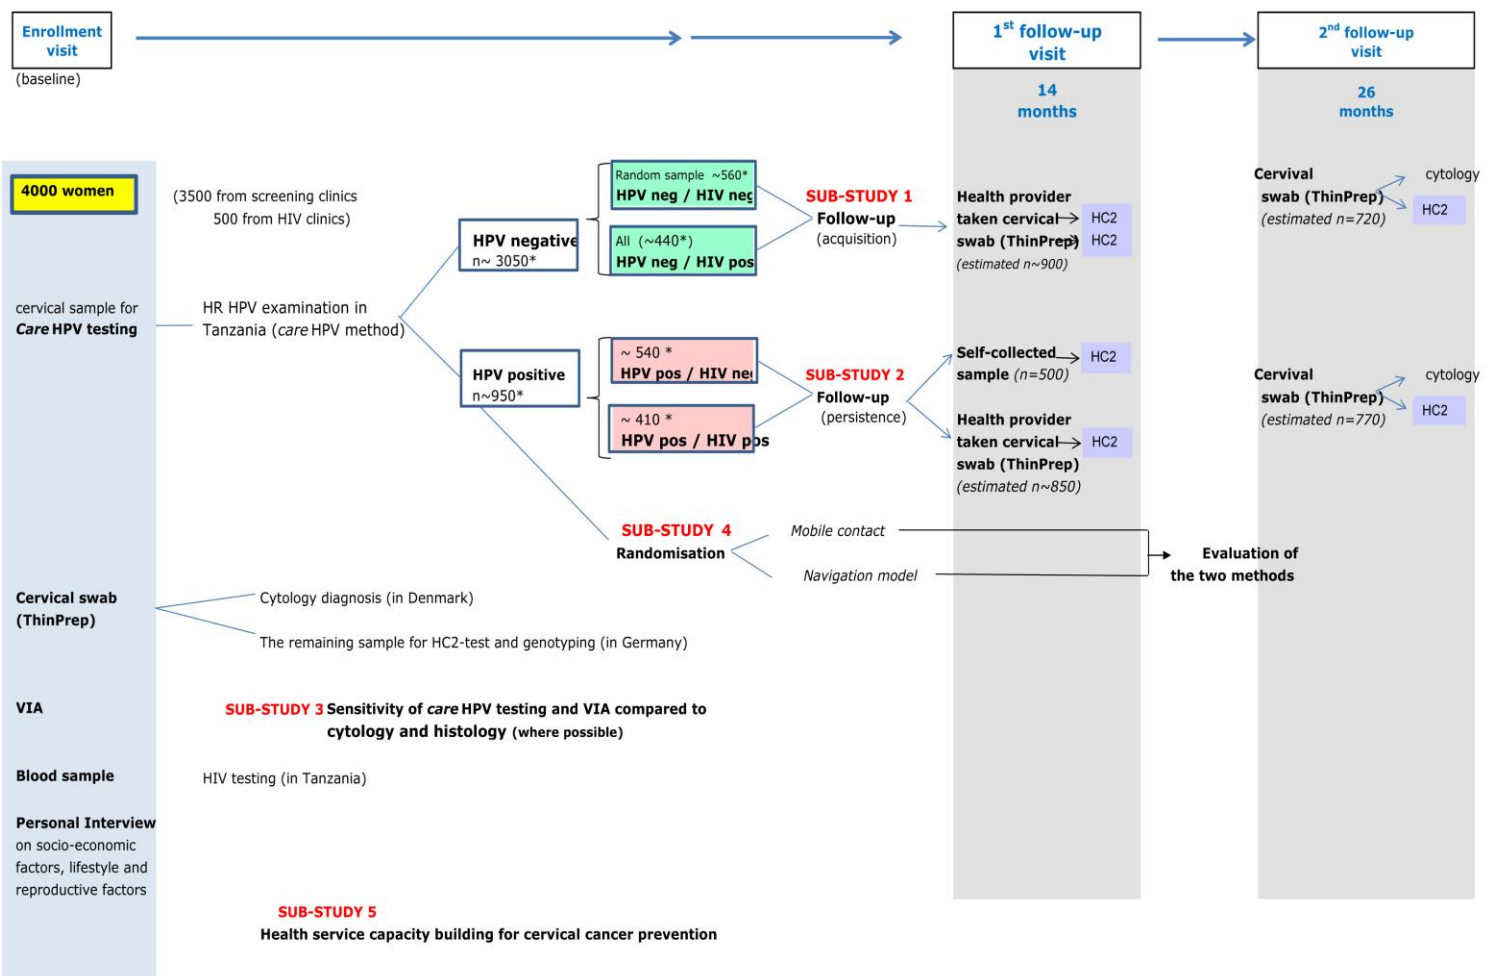 Enrollment
visit
(baseline)
1st follow-up
visit
2nd follow-up
visit
14
months
26
months
4000 women
(3500 from screening clinics
500 from HIV clinics)
cervical sample for
Care HPV testing
HR HPV examination in
Tanzania (care HPV method)
HPV negative
n~ 3050*
HPV positive
n~950*
Random sample ~560*
HPV neg / HIV neg
All (~440*)
HPV neg / HIV pos
~ 540 *
HPV pos / HIV neg
~ 410 *
HPV pos / HIV pos
SUB-STUDY 1
Follow-up
(acquisition)
SUB-STUDY 2
Follow-up
(persistence)
Health provider
taken cervical
swab (ThinPrep)
(estimated n~900)
HC2
HC2
Self-collected
sample (n=500)
HC2
Health provider
taken cervical
swab (ThinPrep)
(estimated n~850)
HC2
Cervival
swab (ThinPrep)
(estimated n=720)
cytology
HC2
Cervival
swab (ThinPrep)
(estimated n=770)
cytology
HC2
SUB-STUDY 4
Randomisation
Mobile contact
Navigation model
Evaluation of
the two methods
Cervical swab
(ThinPrep)
Cytology diagnosis (in Denmark)
The remaining sample for HC2-test and genotyping (in Germany)
VIA
SUB-STUDY 3 Sensitivity of care HPV testing and VIA compared to
cytology and histology (where possible)
Blood sample
HIV testing (in Tanzania)
Personal Interview
on socio-economic
factors, lifestyle and
reproductive factors
SUB-STUDY 5
Health service capacity building for cervical cancer prevention